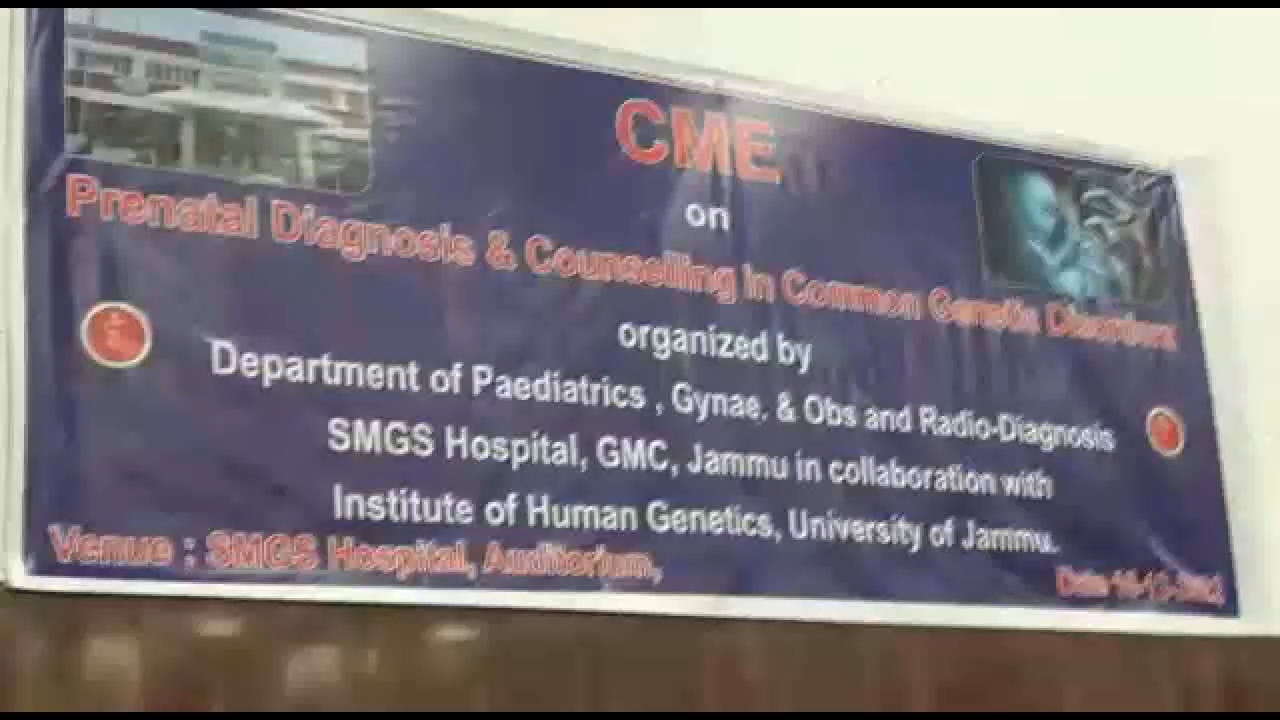 CME
on
Prenatal Diagnosis & Counselling In Common Genetic Disorders
organized by
Department of Paediatrics , Gynae. & Obs and Radio-Diagnosis
SMGS Hospital, GMC, Jammu in collaboration with
Institute of Human Genetics, University of Jammu.
Venue : SMGS Hospital, Auditorium,
Date